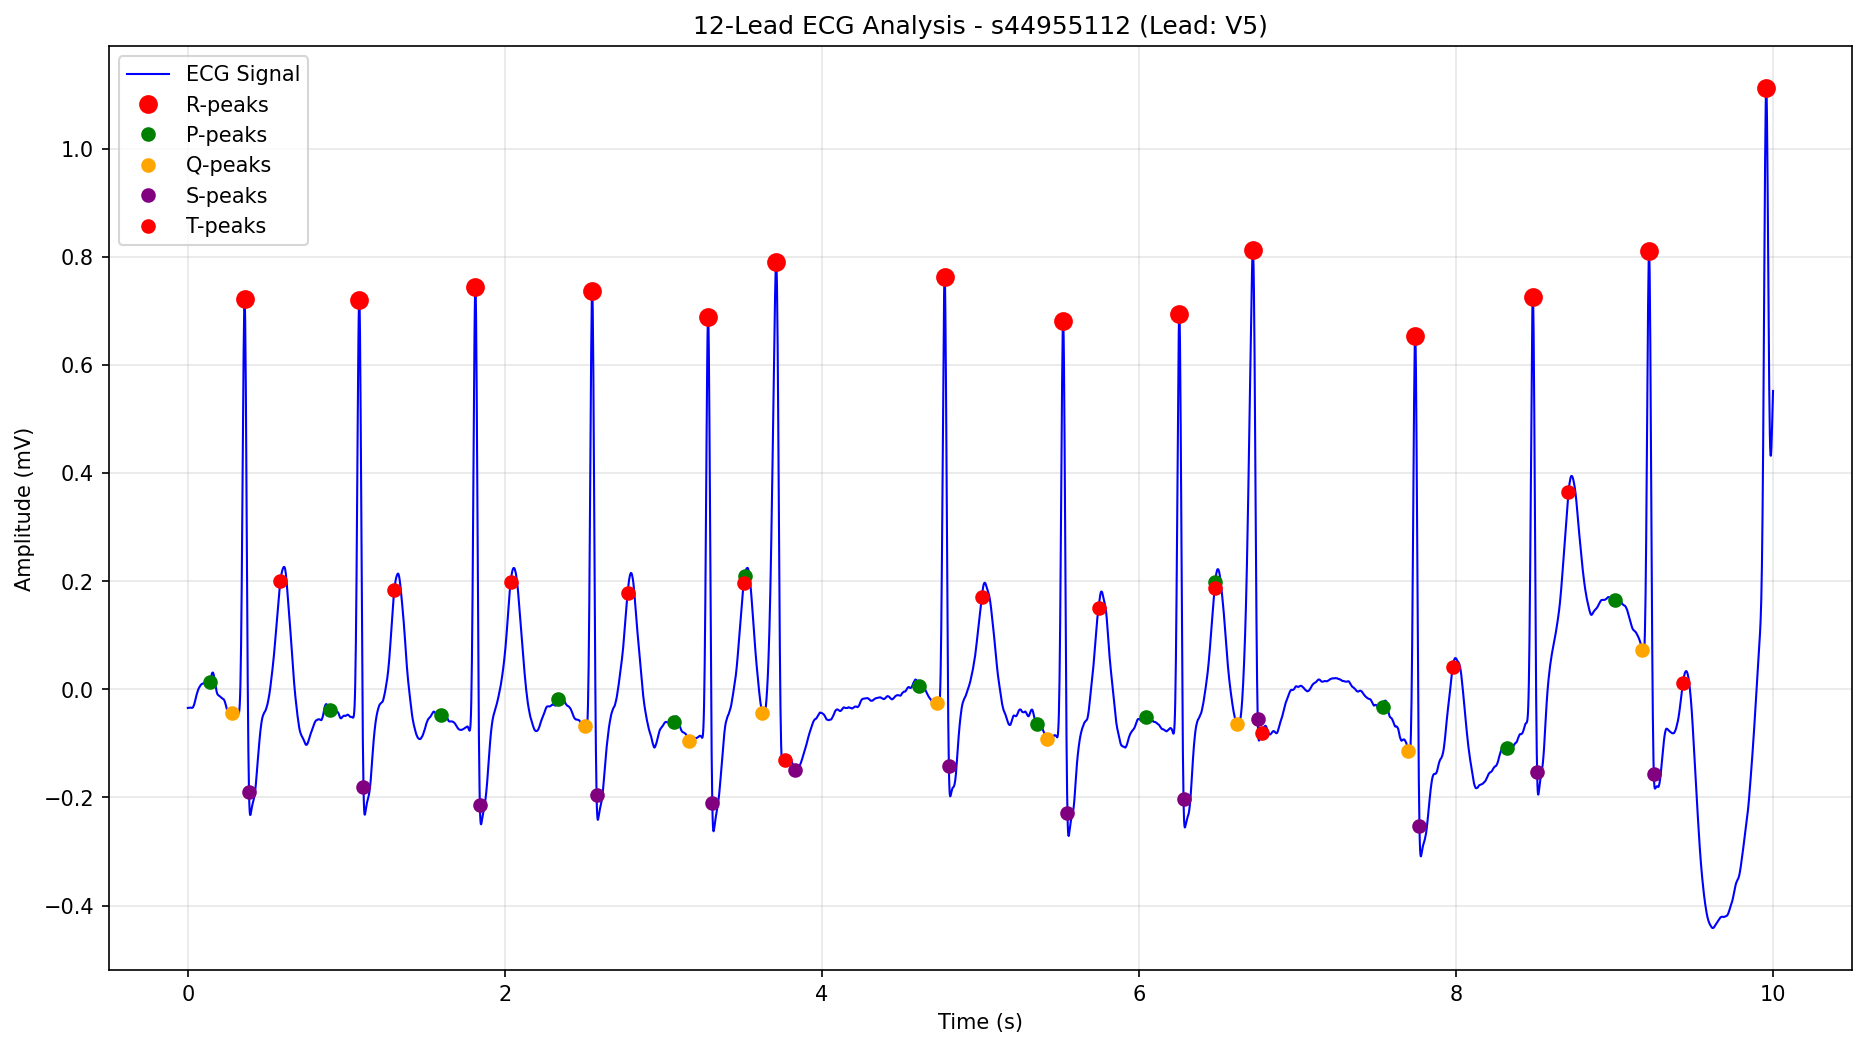 12-Lead ECG Analysis - s44955112 (Lead: V5)
ECG Signal
R-peaks
P-peaks
Q-peaks
S-peaks
T-peaks
1.0
0.8
0.6
0.4
0.2
0.0
−0.2
−0.4
Amplitude (mV)
0 2 4 6 8 10
Time (s)